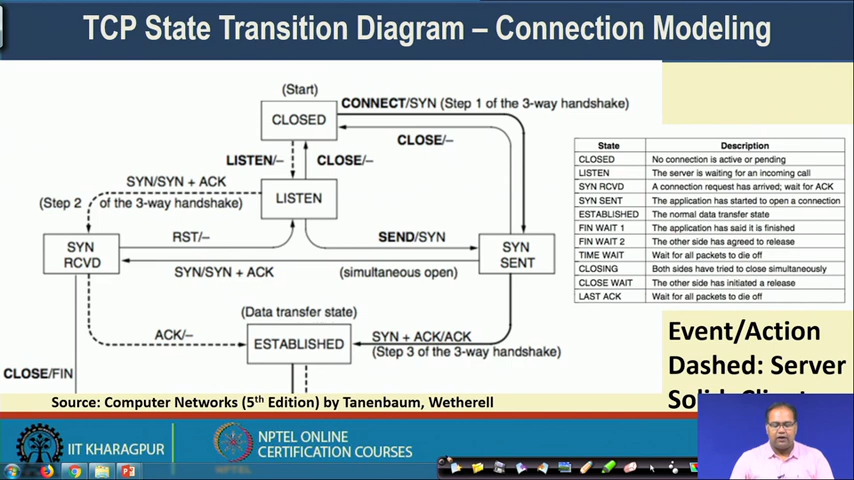 TCP State Transition Diagram – Connection Modeling
(Start)
CONNECT/SYN (Step 1 of the 3-way handshake)
CLOSED
CLOSE/–
LISTEN/–
CLOSE/–
SYN/SYN + ACK
LISTEN
(Step 2 of the 3-way handshake)
RST/–
SEND/SYN
SYN
RCVD
SYN
SENT
SYN/SYN + ACK
(simultaneous open)
(Data transfer state)
ACK/–
ESTABLISHED
SYN + ACK/ACK
(Step 3 of the 3-way handshake)
CLOSE/FIN
State Description
CLOSED No connection is active or pending
LISTEN The server is waiting for an incoming call
SYN RCVD A connection request has arrived; wait for ACK
SYN SENT The application has started to open a connection
ESTABLISHED The normal data transfer state
FIN WAIT 1 The application has said it is finished
FIN WAIT 2 The other side has agreed to release
TIME WAIT Wait for all packets to die off
CLOSING Both sides have tried to close simultaneously
CLOSE WAIT The other side has initiated a release
LAST ACK Wait for all packets to die off
Event/Action
Dashed: Server
Solid: Client
Source: Computer Networks (5th Edition) by Tanenbaum, Wetherell
IIT KHARAGPUR
NPTEL
NPTEL ONLINE
CERTIFICATION COURSES